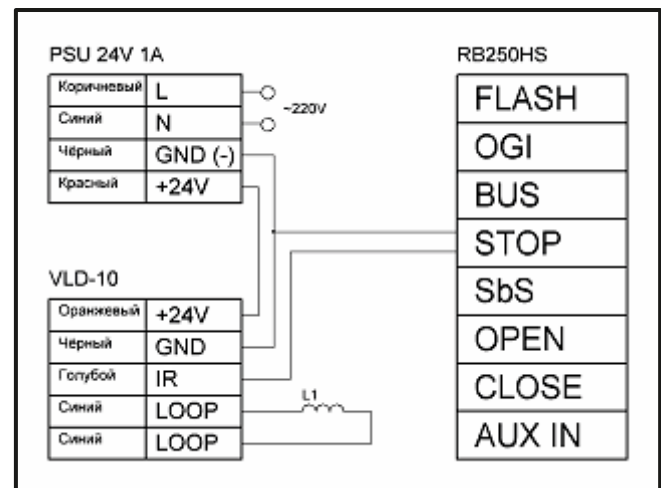 PSU 24V 1A
Коричневый L
Синий N
Чёрный GND (-)
Красный +24V
~220V
VLD-10
Оранжевый +24V
Чёрный GND
Голубой IR
Синий LOOP
Синий LOOP
L1
RB250HS
FLASH
OGI
BUS
STOP
SbS
OPEN
CLOSE
AUX IN